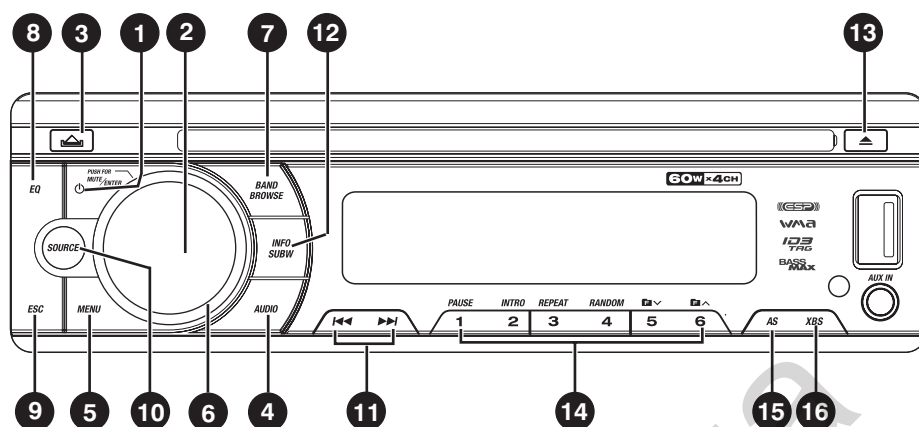 8 3 1 2 7 12 13
PUSH FOR
MUTE/ENTER
EQ
BAND
BROWSE
60W×4CH
ESP
WMA
SOURCE
INFO
SUBW
ID3
TAG
BASS
MAX
AUX IN
ESC MENU AUDIO
PAUSE INTRO REPEAT RANDOM
1 2 3 4 5 6
AS XBS
9 5 10 6 4 11 14 15 16